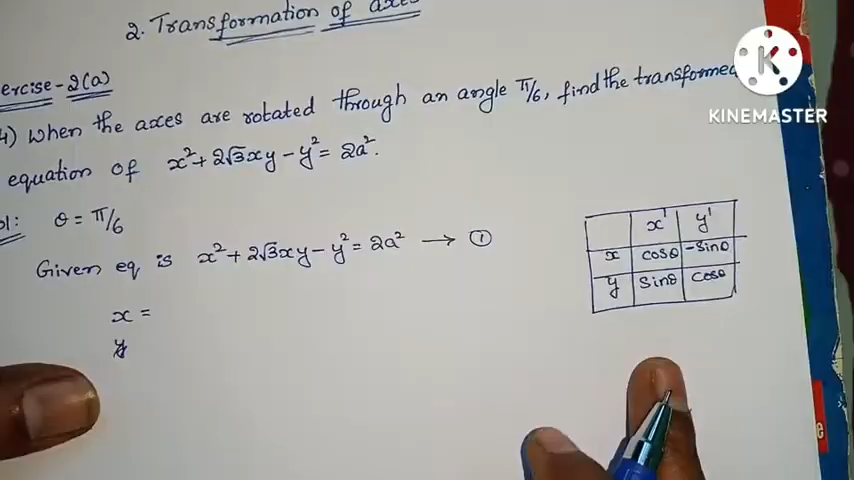 2. Transformation of axes
ercise-2(a)
4) When the axes are rotated through an angle π/6, find the transformed
equation of x²+2√3xy-y²=2a².
ol: θ = π/6
Given eq is x²+2√3xy-y²=2a² → ①
x' y'
x cosθ -sinθ
y sinθ cosθ
x =
y
KINEMASTER